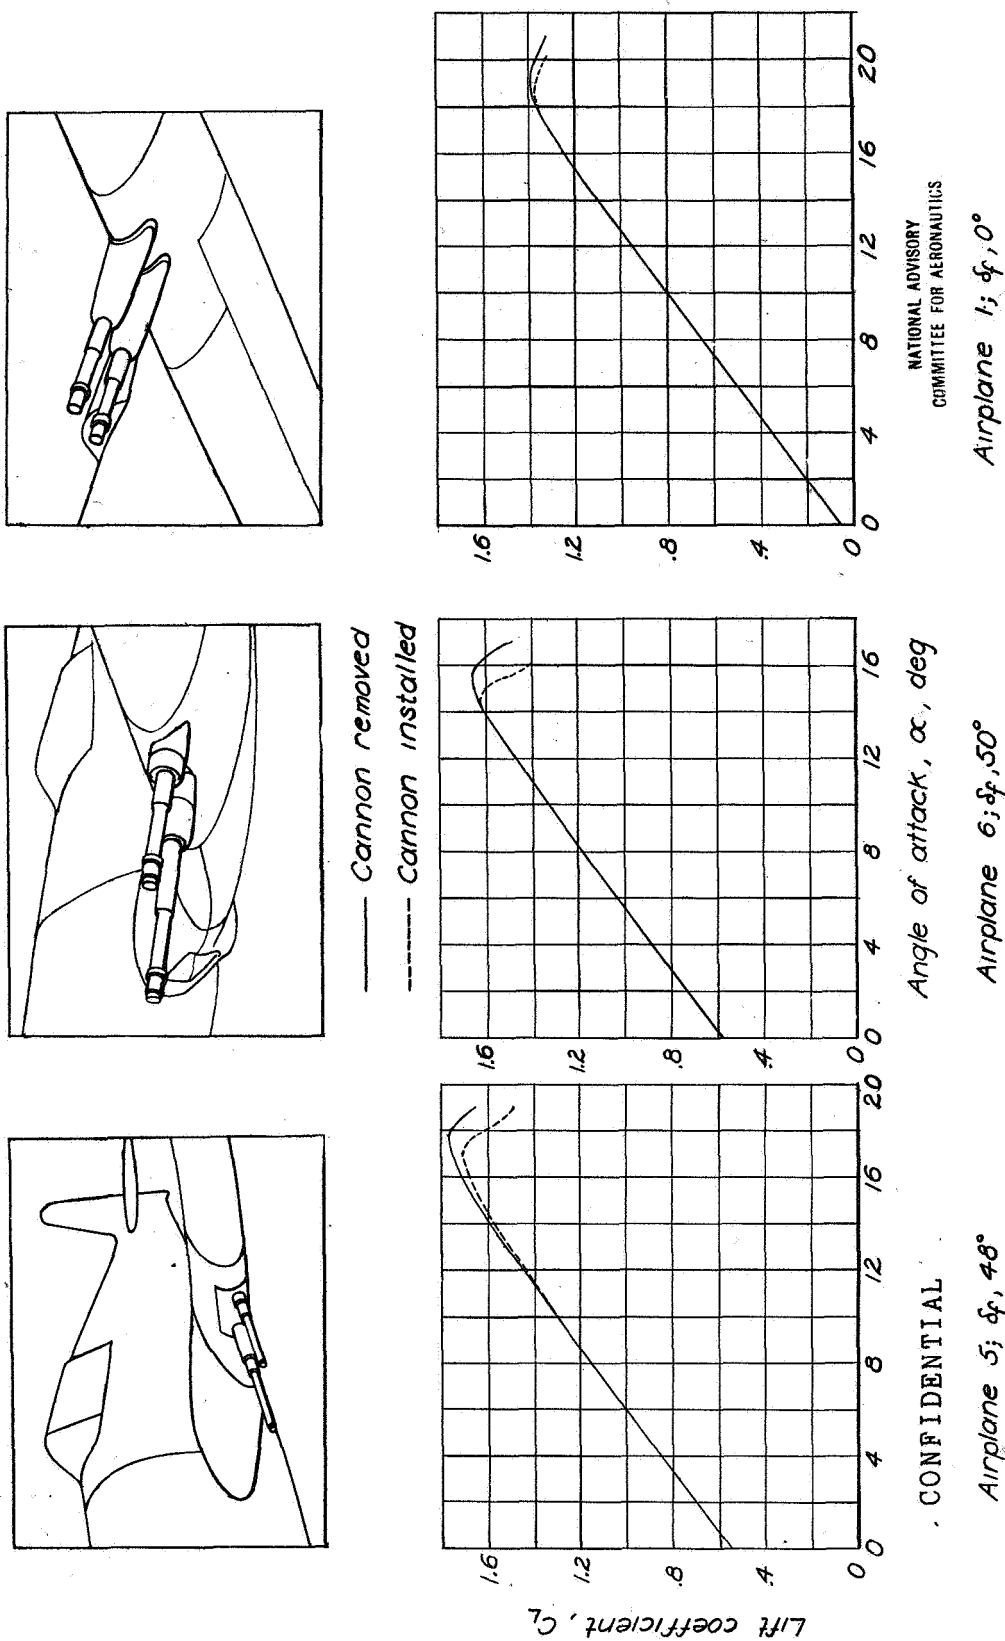 Cannon removed
Cannon installed
Lift coefficient, C_L
1.6
1.2
.8
.4
0
0 4 8 12 16 20
1.6
1.2
.8
.4
0
0 4 8 12 16
1.6
1.2
.8
.4
0
0 4 8 12 16 20
Angle of attack, α, deg
CONFIDENTIAL
NATIONAL ADVISORY
COMMITTEE FOR AERONAUTICS
Airplane 5; δf, 48°
Airplane 6; δf, 50°
Airplane 1; δf, 0°